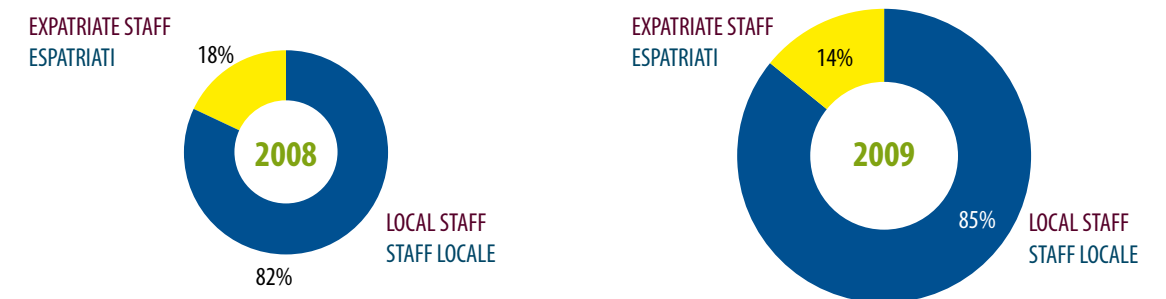 EXPATRIATE STAFF
ESPATRIATI
18%
2008
LOCAL STAFF
STAFF LOCALE
82%
EXPATRIATE STAFF
ESPATRIATI
14%
2009
85%
LOCAL STAFF
STAFF LOCALE